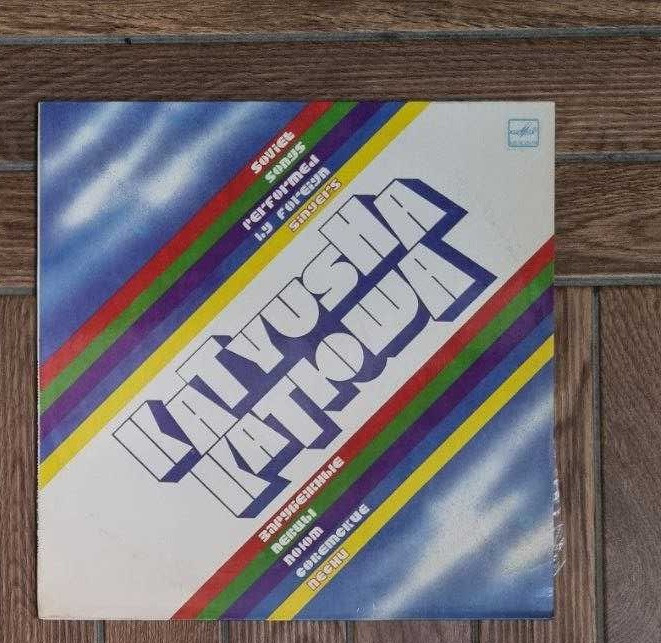 Soviet
songs
performed
by foreign
singers
KATYUSHA
КАТЮША
Зарубежные
певцы
поют
советские
песни